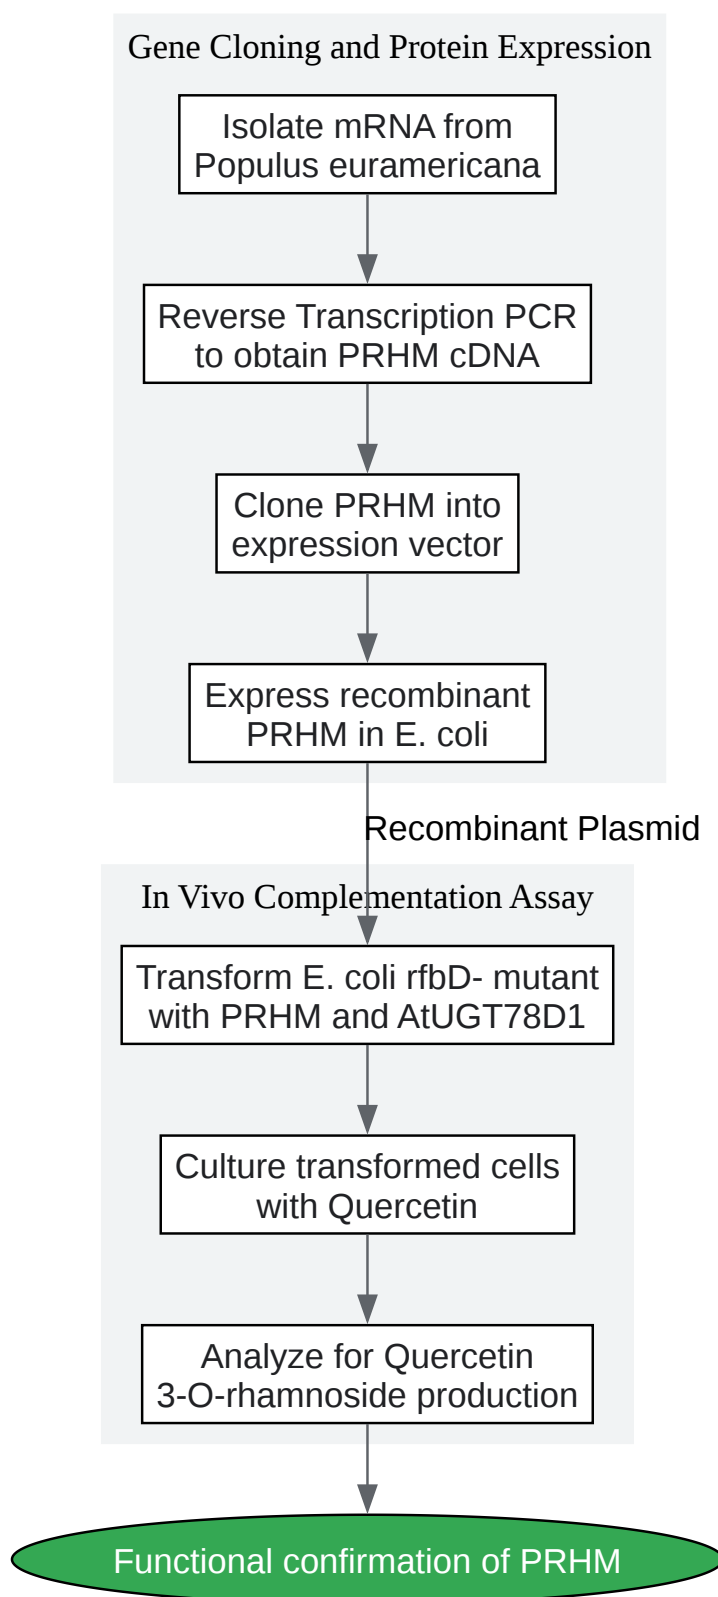 Gene Cloning and Protein Expression
Isolate mRNA from
Populus euramericana
Reverse Transcription PCR
to obtain PRHM cDNA
Clone PRHM into
expression vector
Express recombinant
PRHM in E. coli
Recombinant Plasmid
In Vivo Complementation Assay
Transform E. coli rfbD- mutant
with PRHM and AtUGT78D1
Culture transformed cells
with Quercetin
Analyze for Quercetin
3-O-rhamnoside production
Functional confirmation of PRHM